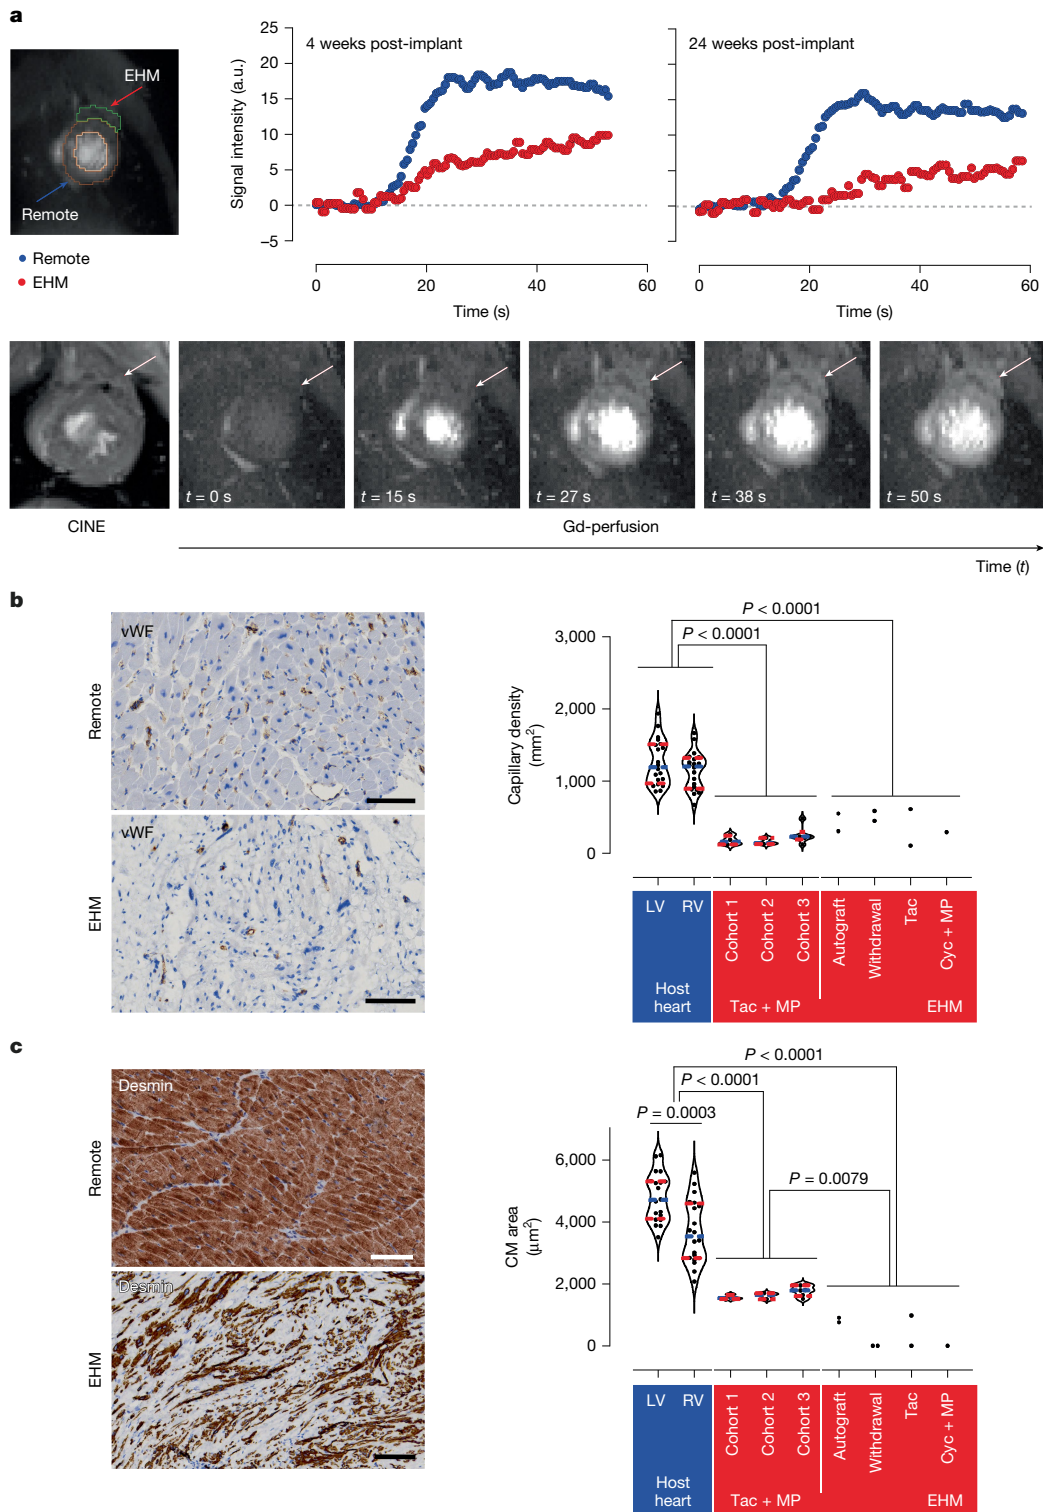 a
EHM
Remote
Remote
EHM
4 weeks post-implant
24 weeks post-implant
Signal intensity (a.u.)
25
20
15
10
5
0
–5
0
20
40
60
0
20
40
60
Time (s)
Time (s)
t = 0 s
t = 15 s
t = 27 s
t = 38 s
t = 50 s
CINE
Gd-perfusion
Time (t)
b
vWF
Remote
vWF
EHM
P < 0.0001
P < 0.0001
Capillary density
(mm²)
3,000
2,000
1,000
0
LV
RV
Cohort 1
Cohort 2
Cohort 3
Autograft
Withdrawal
Tac
Cyc + MP
Host
heart
Tac + MP
EHM
c
Desmin
Remote
Desmin
EHM
P < 0.0001
P < 0.0001
P = 0.0003
P = 0.0079
CM area
(μm²)
6,000
4,000
2,000
0
LV
RV
Cohort 1
Cohort 2
Cohort 3
Autograft
Withdrawal
Tac
Cyc + MP
Host
heart
Tac + MP
EHM